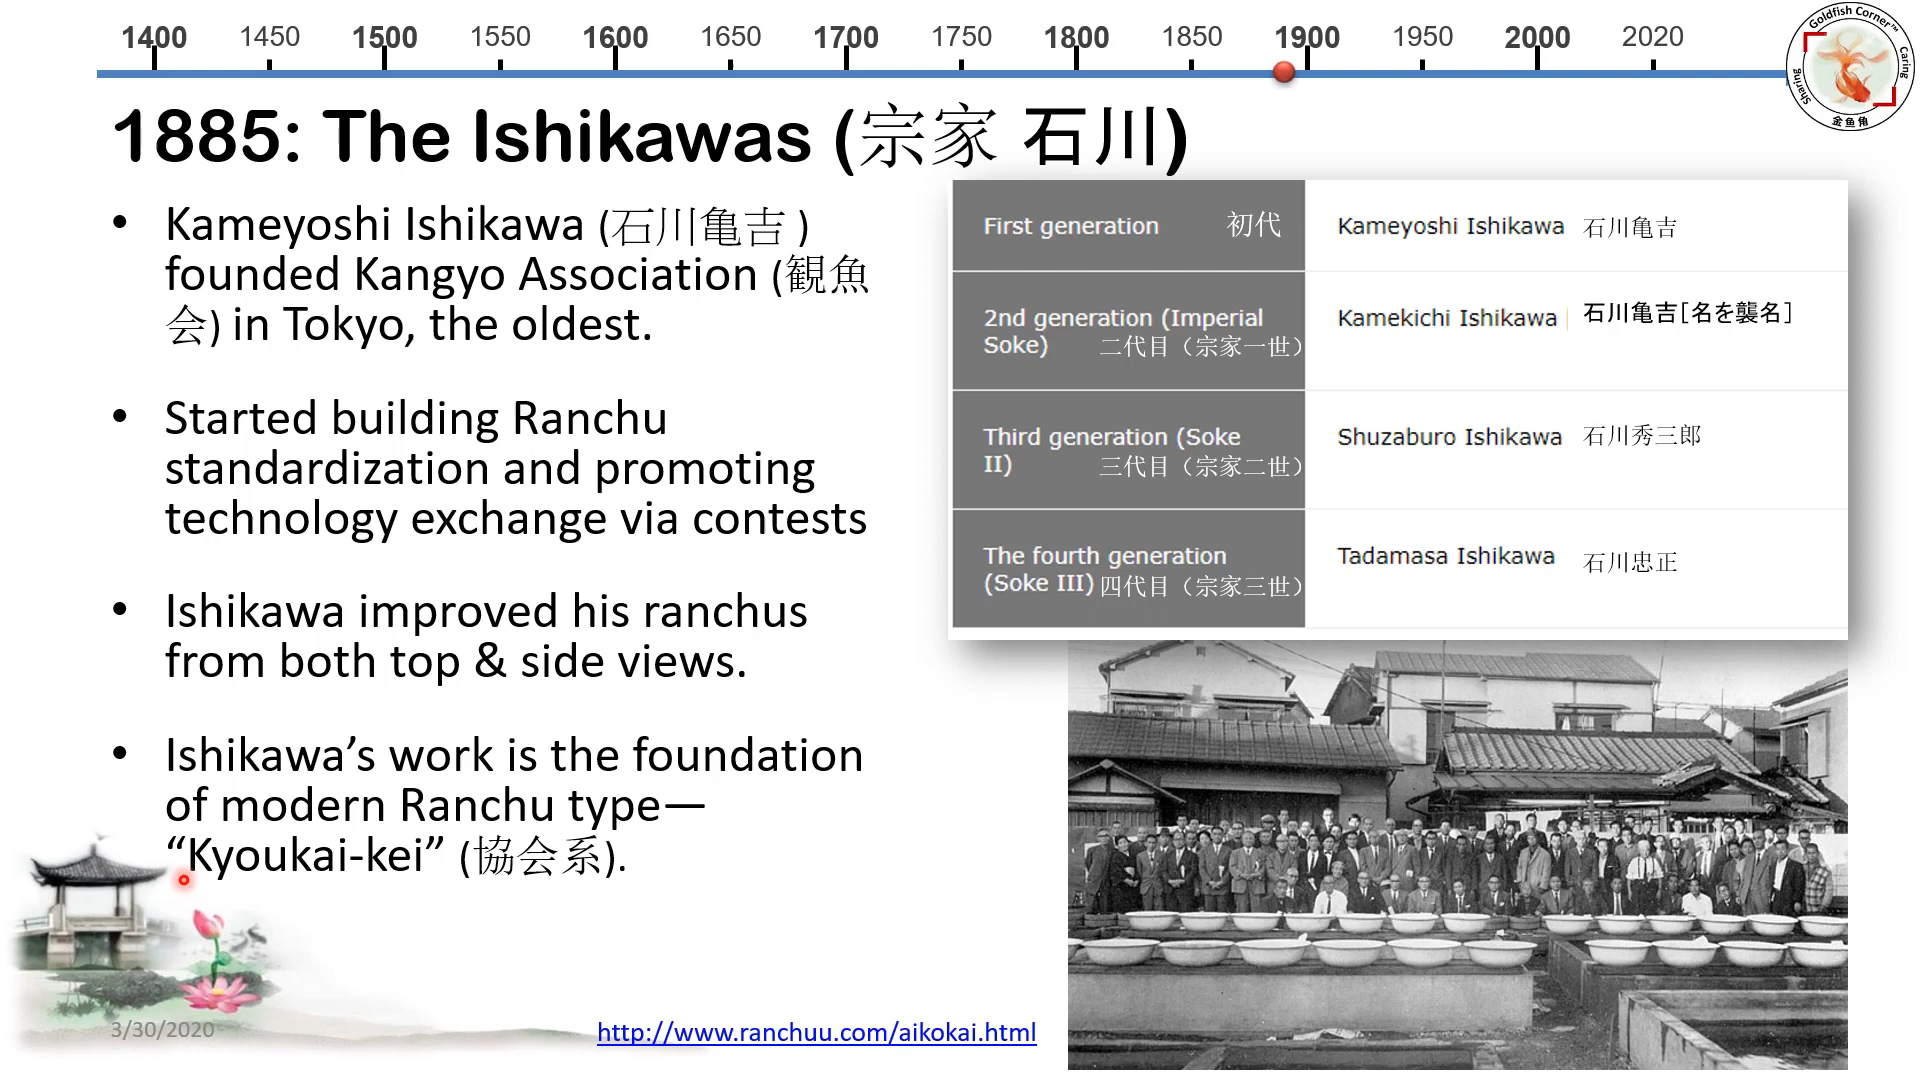 1400 1450 1500 1550 1600 1650 1700 1750 1800 1850 1900 1950 2000 2020
Goldfish Corner™
Caring
Sharing
金鱼角
1885: The Ishikawas (宗家 石川)
• Kameyoshi Ishikawa (石川亀吉 )
founded Kangyo Association (観魚
会) in Tokyo, the oldest.
• Started building Ranchu
standardization and promoting
technology exchange via contests
• Ishikawa improved his ranchus
from both top & side views.
• Ishikawa’s work is the foundation
of modern Ranchu type—
“Kyoukai-kei” (協会系).
First generation 初代 Kameyoshi Ishikawa 石川亀吉
2nd generation (Imperial
Soke) 二代目（宗家一世） Kamekichi Ishikawa 石川亀吉[名を襲名]
Third generation (Soke
II) 三代目（宗家二世） Shuzaburo Ishikawa 石川秀三郎
The fourth generation
(Soke III) 四代目（宗家三世） Tadamasa Ishikawa 石川忠正
3/30/2020
http://www.ranchuu.com/aikokai.html